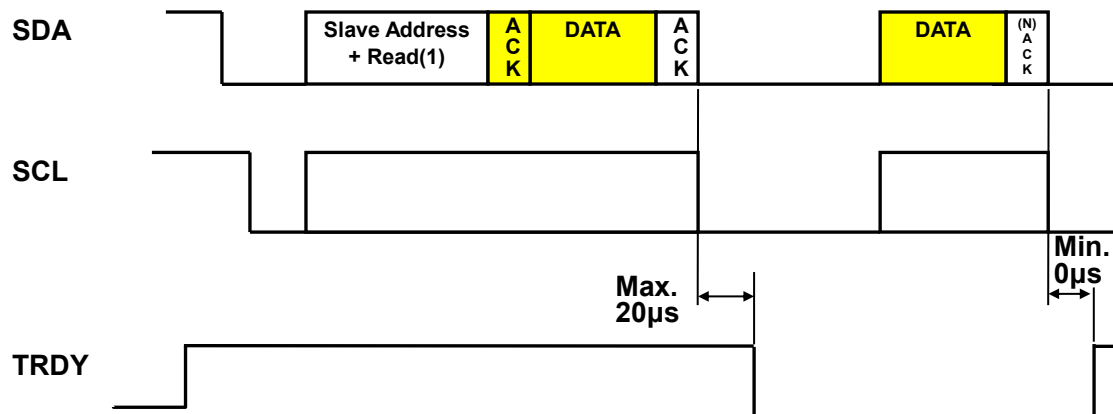 SDA
Slave Address
+ Read(1)
A
C
K
DATA
A
C
K
DATA
(N)
A
C
K
SCL
Max.
20µs
Min.
0µs
TRDY